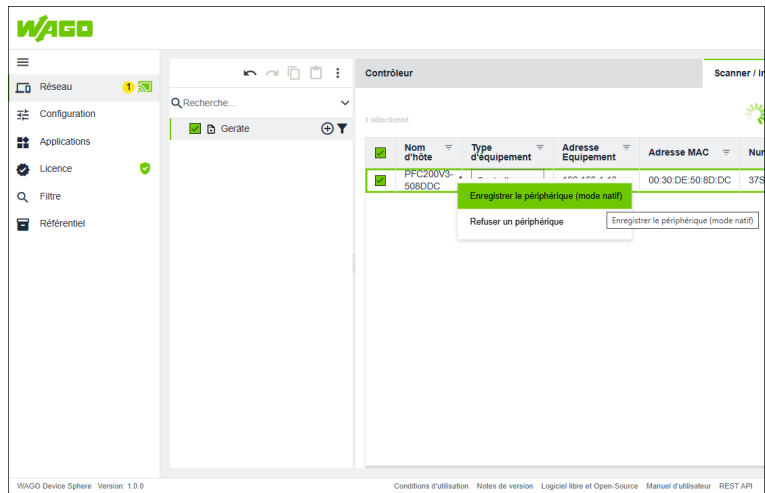 WAGO
Réseau
1
Configuration
Applications
Licence
Filtre
Référentiel
Recherche...
Geräte
Contrôleur
Scanner /
1 sélectionné
Nom d'hôte
Type d'équipement
Adresse Equipement
Adresse MAC
PFC200V3-508DDC
00:30:DE:50:8D:DC
Enregistrer le périphérique (mode natif)
Refuser un périphérique
Enregistrer le périphérique (mode natif)
WAGO Device Sphere Version: 1.0.0
Conditions d'utilisation Notes de version Logiciel libre et Open-Source Manuel d'utilisateur REST API